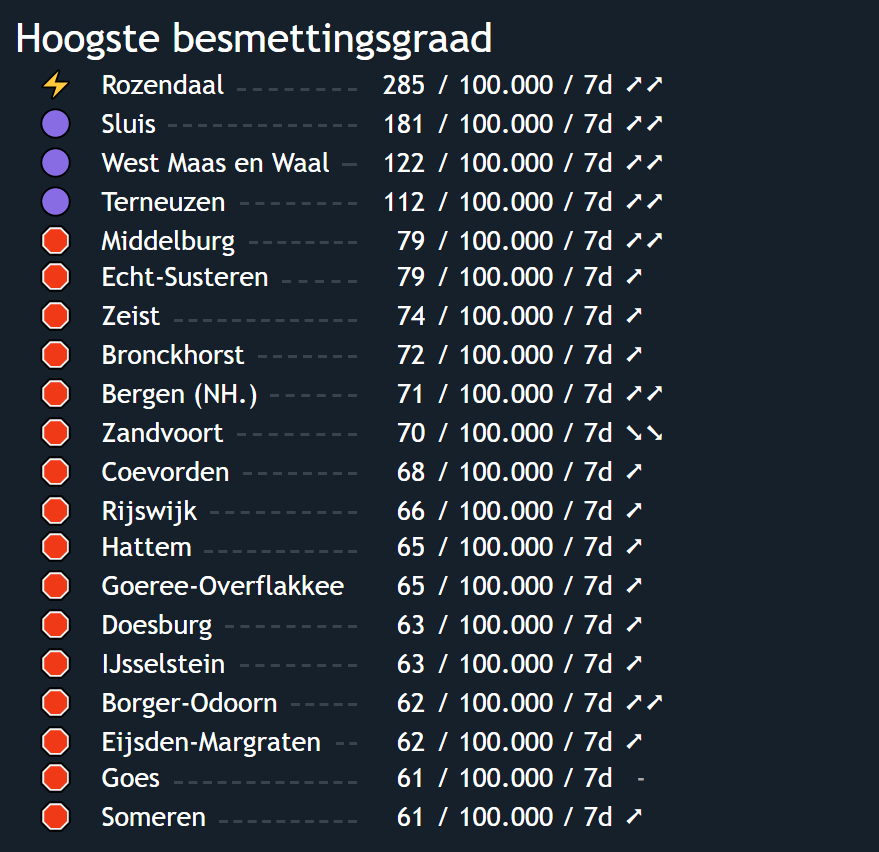 Hoogste besmettingsgraad
⚡ Rozendaal --------- 285 / 100.000 / 7d ➚➚
Sluis -------------- 181 / 100.000 / 7d ➚➚
West Maas en Waal - 122 / 100.000 / 7d ➚➚
Terneuzen --------- 112 / 100.000 / 7d ➚➚
Middelburg -------- 79 / 100.000 / 7d ➚➚
Echt-Susteren ------ 79 / 100.000 / 7d ➚
Zeist -------------- 74 / 100.000 / 7d ➚
Bronckhorst -------- 72 / 100.000 / 7d ➚
Bergen (NH.) ------- 71 / 100.000 / 7d ➚➚
Zandvoort --------- 70 / 100.000 / 7d ➘➘
Coevorden --------- 68 / 100.000 / 7d ➚
Rijswijk ----------- 66 / 100.000 / 7d ➚
Hattem ------------ 65 / 100.000 / 7d ➚
Goeree-Overflakkee 65 / 100.000 / 7d ➚
Doesburg ---------- 63 / 100.000 / 7d ➚
IJsselstein ---------- 63 / 100.000 / 7d ➚
Borger-Odoorn ----- 62 / 100.000 / 7d ➚➚
Eijsden-Margraten -- 62 / 100.000 / 7d ➚
Goes -------------- 61 / 100.000 / 7d -
Someren ----------- 61 / 100.000 / 7d ➚